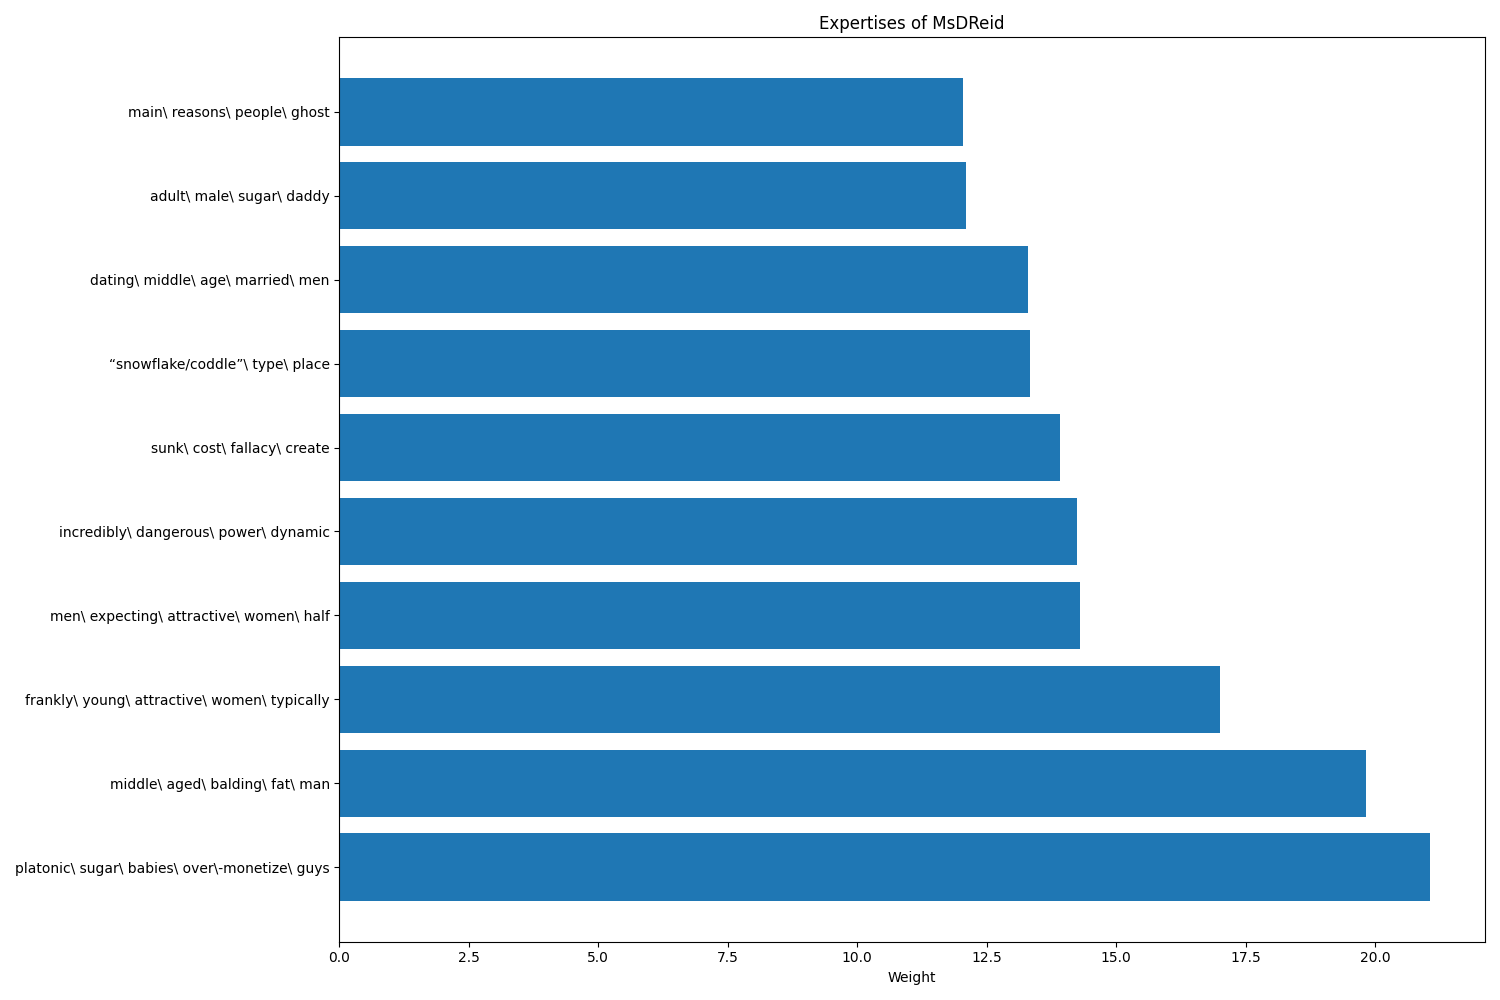 Expertises of MsDReid
main\ reasons\ people\ ghost
adult\ male\ sugar\ daddy
dating\ middle\ age\ married\ men
“snowflake/coddle”\ type\ place
sunk\ cost\ fallacy\ create
incredibly\ dangerous\ power\ dynamic
men\ expecting\ attractive\ women\ half
frankly\ young\ attractive\ women\ typically
middle\ aged\ balding\ fat\ man
platonic\ sugar\ babies\ over\-monetize\ guys
0.0 2.5 5.0 7.5 10.0 12.5 15.0 17.5 20.0
Weight